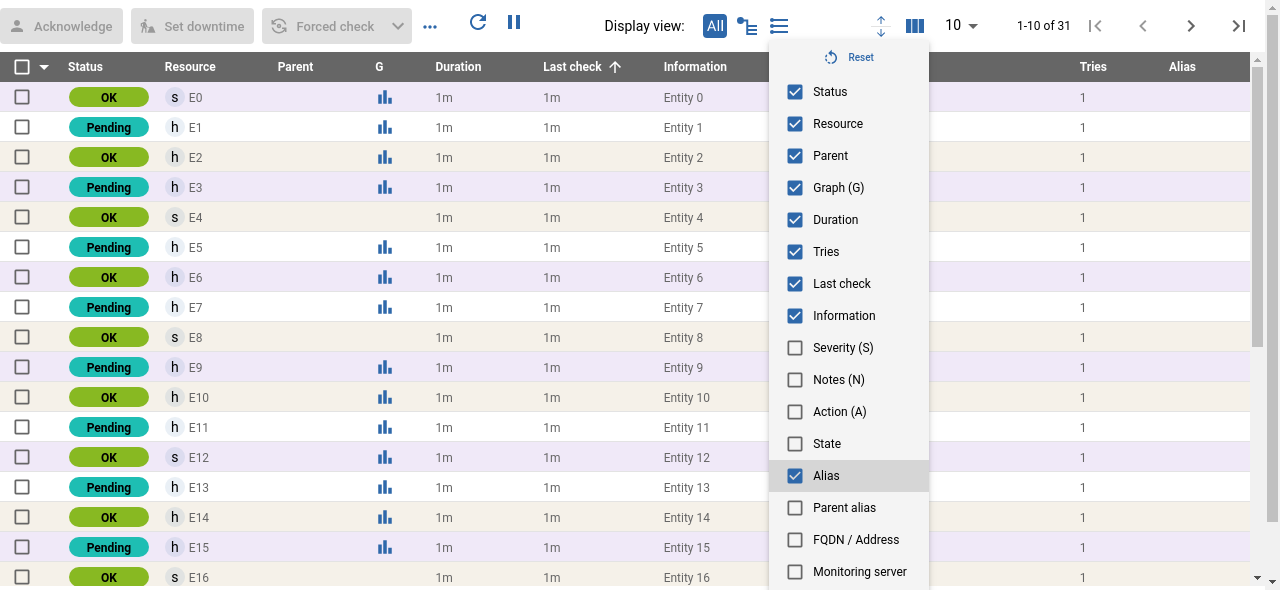 Acknowledge Set downtime Forced check Display view: All 10 1-10 of 31
Reset
Status Resource Parent G Duration Last check Information Tries Alias
OK s E0 1m 1m Entity 0 1
Pending h E1 1m 1m Entity 1 1
OK h E2 1m 1m Entity 2 1
Pending h E3 1m 1m Entity 3 1
OK s E4 1m 1m Entity 4 1
Pending h E5 1m 1m Entity 5 1
OK h E6 1m 1m Entity 6 1
Pending h E7 1m 1m Entity 7 1
OK s E8 1m 1m Entity 8 1
Pending h E9 1m 1m Entity 9 1
OK h E10 1m 1m Entity 10 1
Pending h E11 1m 1m Entity 11 1
OK s E12 1m 1m Entity 12 1
Pending h E13 1m 1m Entity 13 1
OK h E14 1m 1m Entity 14 1
Pending h E15 1m 1m Entity 15 1
OK s E16 1m 1m Entity 16 1
Status
Resource
Parent
Graph (G)
Duration
Tries
Last check
Information
Severity (S)
Notes (N)
Action (A)
State
Alias
Parent alias
FQDN / Address
Monitoring server